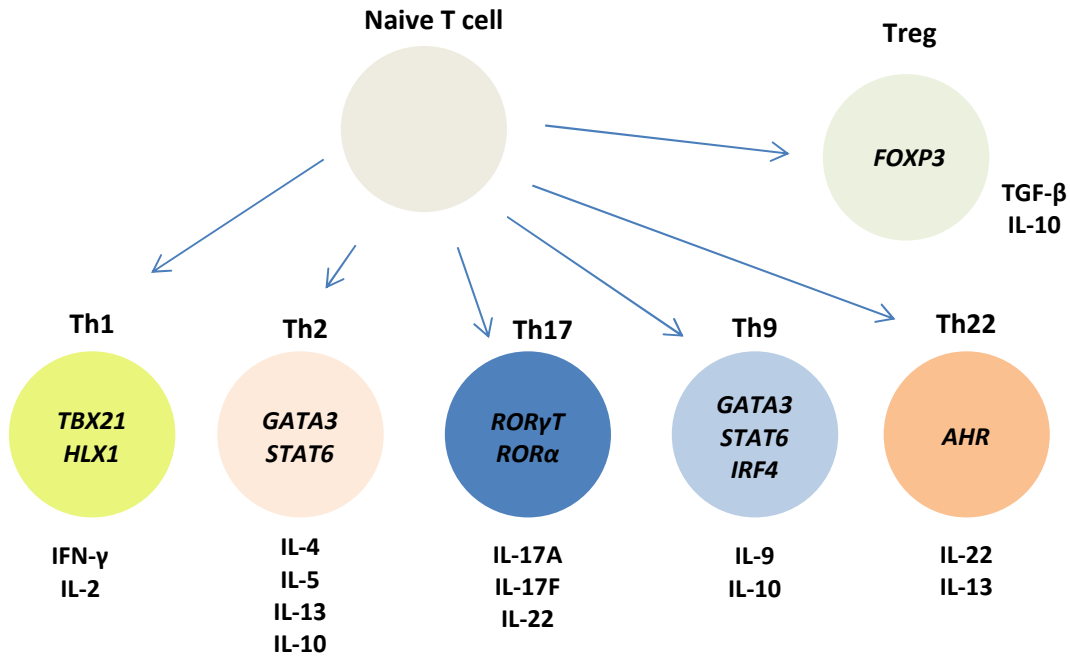 Naive T cell
Treg
FOXP3
TGF-β
IL-10
Th1
TBX21
HLX1
IFN-γ
IL-2
Th2
GATA3
STAT6
IL-4
IL-5
IL-13
IL-10
Th17
RORγT
RORα
IL-17A
IL-17F
IL-22
Th9
GATA3
STAT6
IRF4
IL-9
IL-10
Th22
AHR
IL-22
IL-13